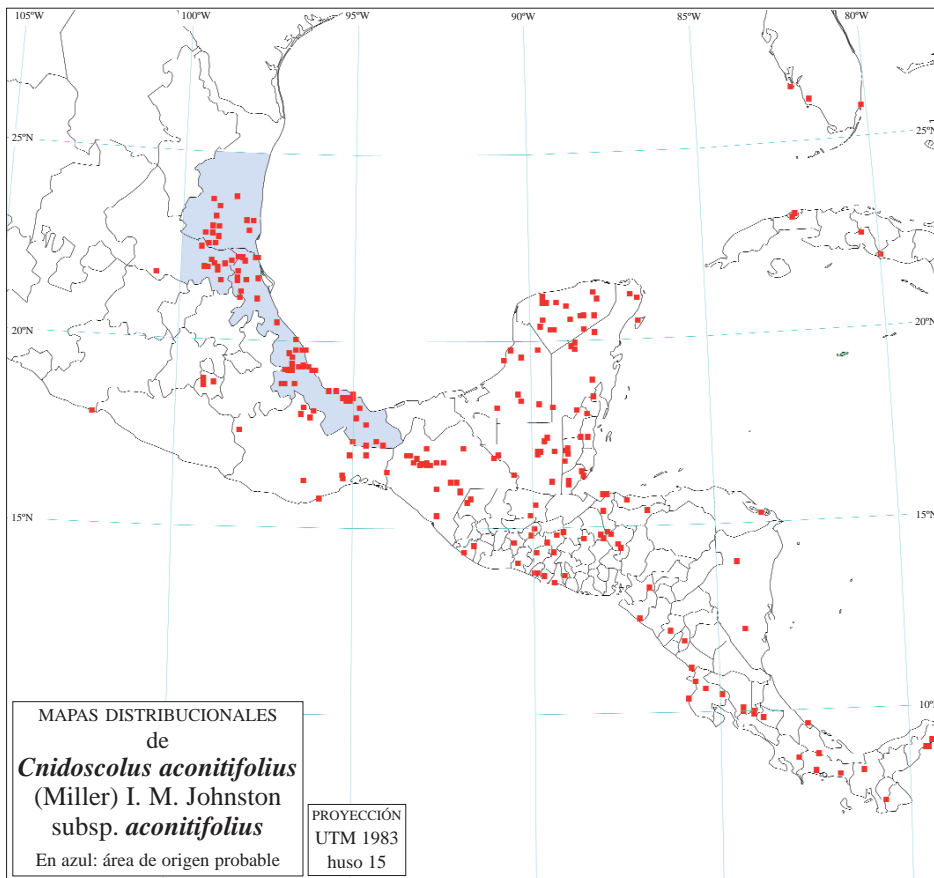 105ºW
95ºW
90ºW
85ºW
80ºW
25ºN
25ºN
20ºN
20ºN
15ºN
15ºN
10ºN
100ºW
MAPAS DISTRIBUCIONALES
de
Cnidoscolus aconitifolius
(Miller) I. M. Johnston
subsp. aconitifolius
En azul: área de origen probable
PROYECCIÓN
UTM 1983
huso 15